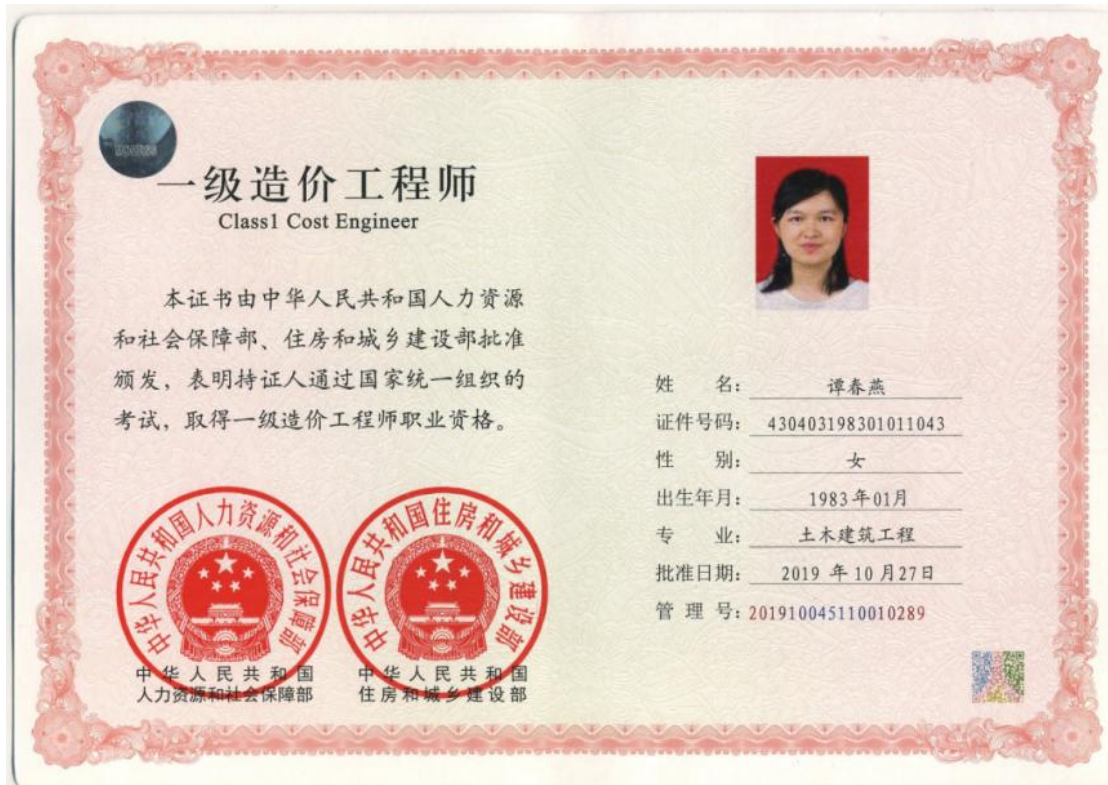 一级造价工程师
Class1 Cost Engineer
本证书由中华人民共和国人力资源
和社会保障部、住房和城乡建设部批准
颁发，表明持证人通过国家统一组织的
考试，取得一级造价工程师职业资格。
中华人民共和国人力资源和社会保障部
中华人民共和国住房和城乡建设部
中华人民共和国
人力资源和社会保障部
中华人民共和国
住房和城乡建设部
姓 名： 谭春燕
证件号码： 430403198301011043
性 别： 女
出生年月： 1983年01月
专 业： 土木建筑工程
批准日期： 2019 年 10 月27日
管 理 号：201910045110010289